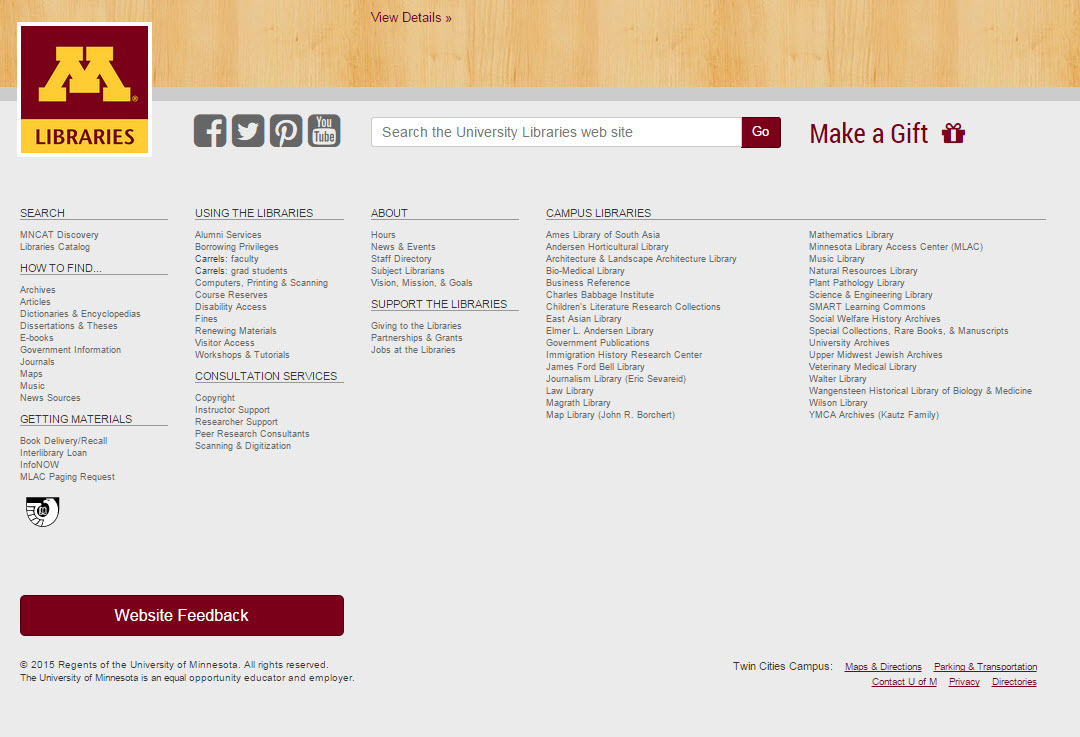 View Details »
M®
LIBRARIES
You
Tube
Search the University Libraries web site
Go
Make a Gift
SEARCH
MNCAT Discovery
Libraries Catalog
HOW TO FIND...
Archives
Articles
Dictionaries & Encyclopedias
Dissertations & Theses
E-books
Government Information
Journals
Maps
Music
News Sources
GETTING MATERIALS
Book Delivery/Recall
Interlibrary Loan
InfoNOW
MLAC Paging Request
USING THE LIBRARIES
Alumni Services
Borrowing Privileges
Carrels: faculty
Carrels: grad students
Computers, Printing & Scanning
Course Reserves
Disability Access
Fines
Renewing Materials
Visitor Access
Workshops & Tutorials
CONSULTATION SERVICES
Copyright
Instructor Support
Researcher Support
Peer Research Consultants
Scanning & Digitization
ABOUT
Hours
News & Events
Staff Directory
Subject Librarians
Vision, Mission, & Goals
SUPPORT THE LIBRARIES
Giving to the Libraries
Partnerships & Grants
Jobs at the Libraries
CAMPUS LIBRARIES
Ames Library of South Asia
Andersen Horticultural Library
Architecture & Landscape Architecture Library
Bio-Medical Library
Business Reference
Charles Babbage Institute
Children's Literature Research Collections
East Asian Library
Elmer L. Andersen Library
Government Publications
Immigration History Research Center
James Ford Bell Library
Journalism Library (Eric Sevareid)
Law Library
Magrath Library
Map Library (John R. Borchert)
Mathematics Library
Minnesota Library Access Center (MLAC)
Music Library
Natural Resources Library
Plant Pathology Library
Science & Engineering Library
SMART Learning Commons
Social Welfare History Archives
Special Collections, Rare Books, & Manuscripts
University Archives
Upper Midwest Jewish Archives
Veterinary Medical Library
Walter Library
Wangensteen Historical Library of Biology & Medicine
Wilson Library
YMCA Archives (Kautz Family)
Website Feedback
© 2015 Regents of the University of Minnesota. All rights reserved.
The University of Minnesota is an equal opportunity educator and employer.
Twin Cities Campus: Maps & Directions Parking & Transportation
Contact U of M Privacy Directories